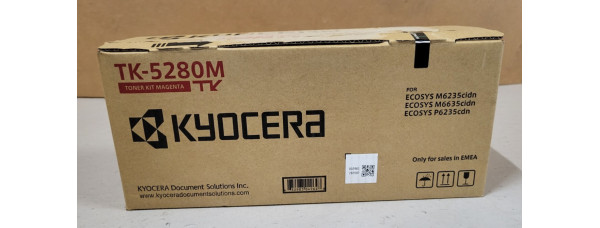 TK-5280M
TONER KIT MAGENTA
TK
KYOCERA
FOR
ECOSYS M6235cidn
ECOSYS M6635cidn
ECOSYS P6235cdn
Only for sales in EMEA
KYOCERA Document Solutions Inc.
www.kyoceradocumentsolutions.com